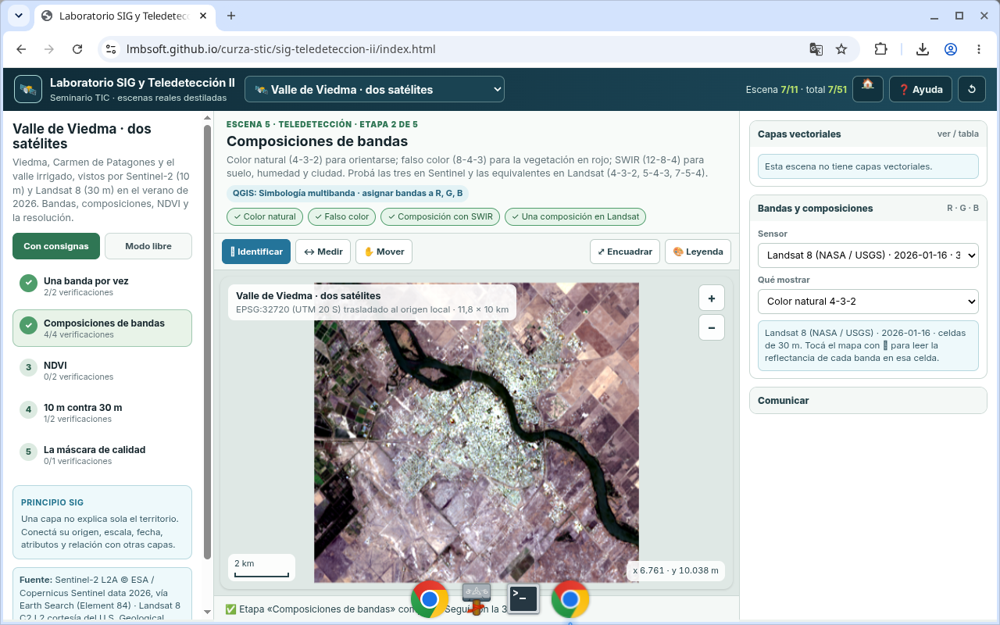 Laboratorio SIG y Teledetec
lmbsoft.github.io/curza-stic/sig-teledeteccion-ii/index.html
Laboratorio SIG y Teledetección II
Seminario TIC · escenas reales destiladas
Valle de Viedma · dos satélites
Escena 7/11 · total 7/51
Ayuda
Valle de Viedma · dos
satélites
Viedma, Carmen de Patagones y el
valle irrigado, vistos por Sentinel-2 (10
m) y Landsat 8 (30 m) en el verano de
2026. Bandas, composiciones, NDVI y
la resolución.
Con consignas
Modo libre
Una banda por vez
2/2 verificaciones
Composiciones de bandas
4/4 verificaciones
3
NDVI
0/2 verificaciones
4
10 m contra 30 m
1/2 verificaciones
5
La máscara de calidad
0/1 verificaciones
PRINCIPIO SIG
Una capa no explica sola el territorio.
Conectá su origen, escala, fecha,
atributos y relación con otras capas.
Fuente: Sentinel-2 L2A © ESA /
Copernicus Sentinel data 2026, vía
Earth Search (Element 84) · Landsat 8
C2 L2 cortesía del U.S. Geological
ESCENA 5 · TELEDETECCIÓN · ETAPA 2 DE 5
Composiciones de bandas
Color natural (4-3-2) para orientarse; falso color (8-4-3) para la vegetación en rojo; SWIR (12-8-4) para
suelo, humedad y ciudad. Probá las tres en Sentinel y las equivalentes en Landsat (4-3-2, 5-4-3, 7-5-4).
QGIS: Simbología multibanda · asignar bandas a R, G, B
✓ Color natural
✓ Falso color
✓ Composición con SWIR
✓ Una composición en Landsat
Identificar
Medir
Mover
Encuadrar
Leyenda
Valle de Viedma · dos satélites
EPSG:32720 (UTM 20 S) trasladado al origen local · 11,8 × 10 km
+
−
2 km
x 6.761 · y 10.038 m
Etapa «Composiciones de bandas» com
Seguí
n la 3
Capas vectoriales
ver / tabla
Esta escena no tiene capas vectoriales.
Bandas y composiciones
R · G · B
Sensor
Landsat 8 (NASA / USGS) · 2026-01-16 · 3
Qué mostrar
Color natural 4-3-2
Landsat 8 (NASA / USGS) · 2026-01-16 · celdas
de 30 m. Tocá el mapa con para leer la
reflectancia de cada banda en esa celda.
Comunicar